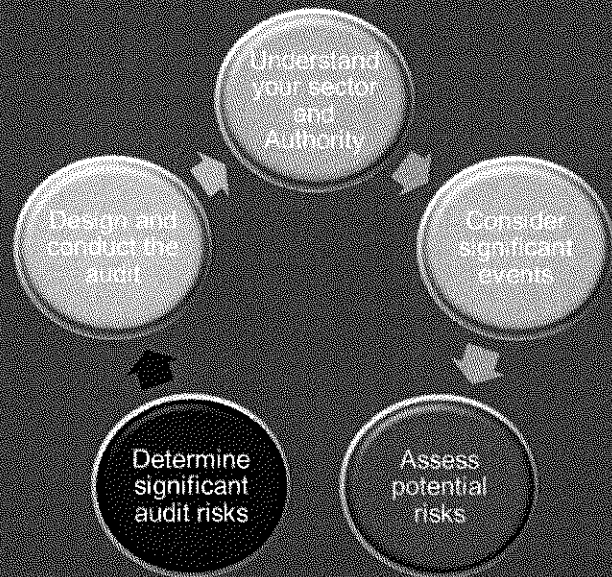 Understand
your sector
and
Authority
Consider
significant
events
Assess
potential
risks
Determine
significant
audit risks
Design and
conduct the
audit